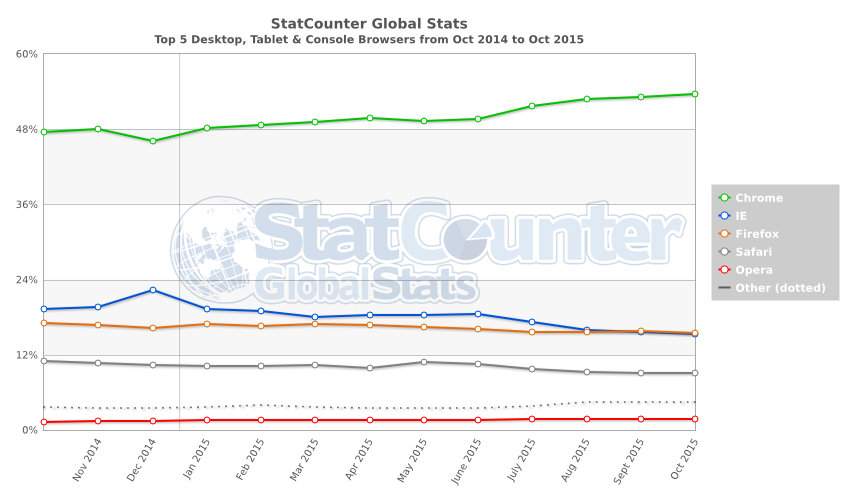 StatCounter Global Stats
Top 5 Desktop, Tablet & Console Browsers from Oct 2014 to Oct 2015
60%
48%
36%
24%
12%
0%
StatCounter
GlobalStats
Chrome
IE
Firefox
Safari
Opera
Other (dotted)
Nov 2014
Dec 2014
Jan 2015
Feb 2015
Mar 2015
Apr 2015
May 2015
June 2015
July 2015
Aug 2015
Sept 2015
Oct 2015